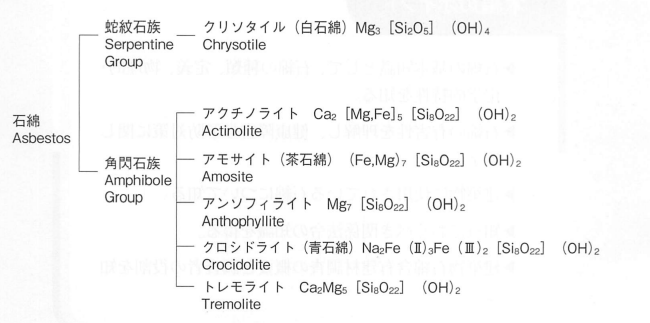 石綿
Asbestos
蛇紋石族
Serpentine
Group
クリソタイル（白石綿）Mg₃［Si₂O₅］（OH）₄
Chrysotile
角閃石族
Amphibole
Group
アクチノライト　Ca₂［Mg,Fe］₅［Si₈O₂₂］（OH）₂
Actinolite
アモサイト（茶石綿）（Fe,Mg）₇［Si₈O₂₂］（OH）₂
Amosite
アンソフィライト　Mg₇［Si₈O₂₂］（OH）₂
Anthophyllite
クロシドライト（青石綿）Na₂Fe（Ⅱ）₃Fe（Ⅲ）₂［Si₈O₂₂］（OH）₂
Crocidolite
トレモライト　Ca₂Mg₅［Si₈O₂₂］（OH）₂
Tremolite